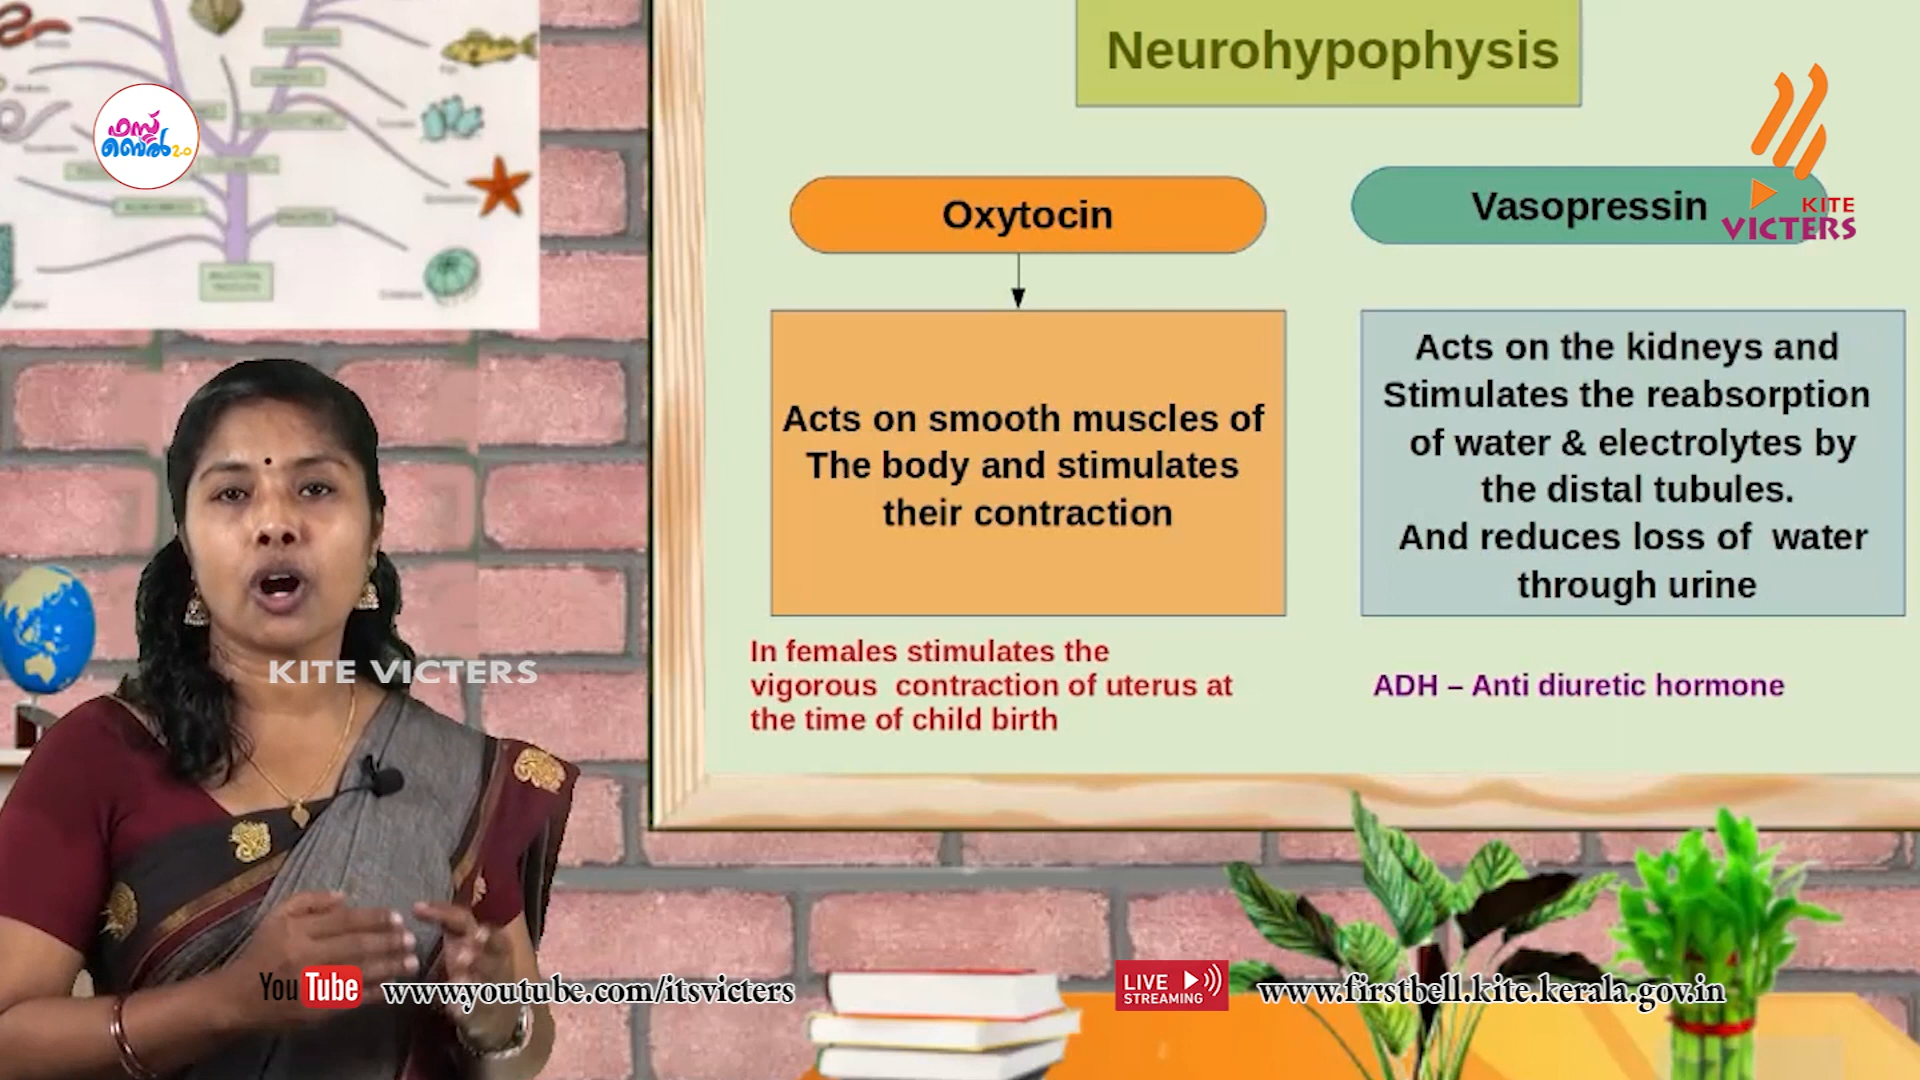 Neurohypophysis
ഫസ്റ്റ്
ബെൽ 2.0
Oxytocin
Vasopressin
KITE
VICTERS
Acts on smooth muscles of
The body and stimulates
their contraction
Acts on the kidneys and
Stimulates the reabsorption
of water & electrolytes by
the distal tubules.
And reduces loss of water
through urine
In females stimulates the
vigorous contraction of uterus at
the time of child birth
ADH – Anti diuretic hormone
KITE VICTERS
YouTube www.youtube.com/itsvicters
LIVE
STREAMING
www.firstbell.kite.kerala.gov.in